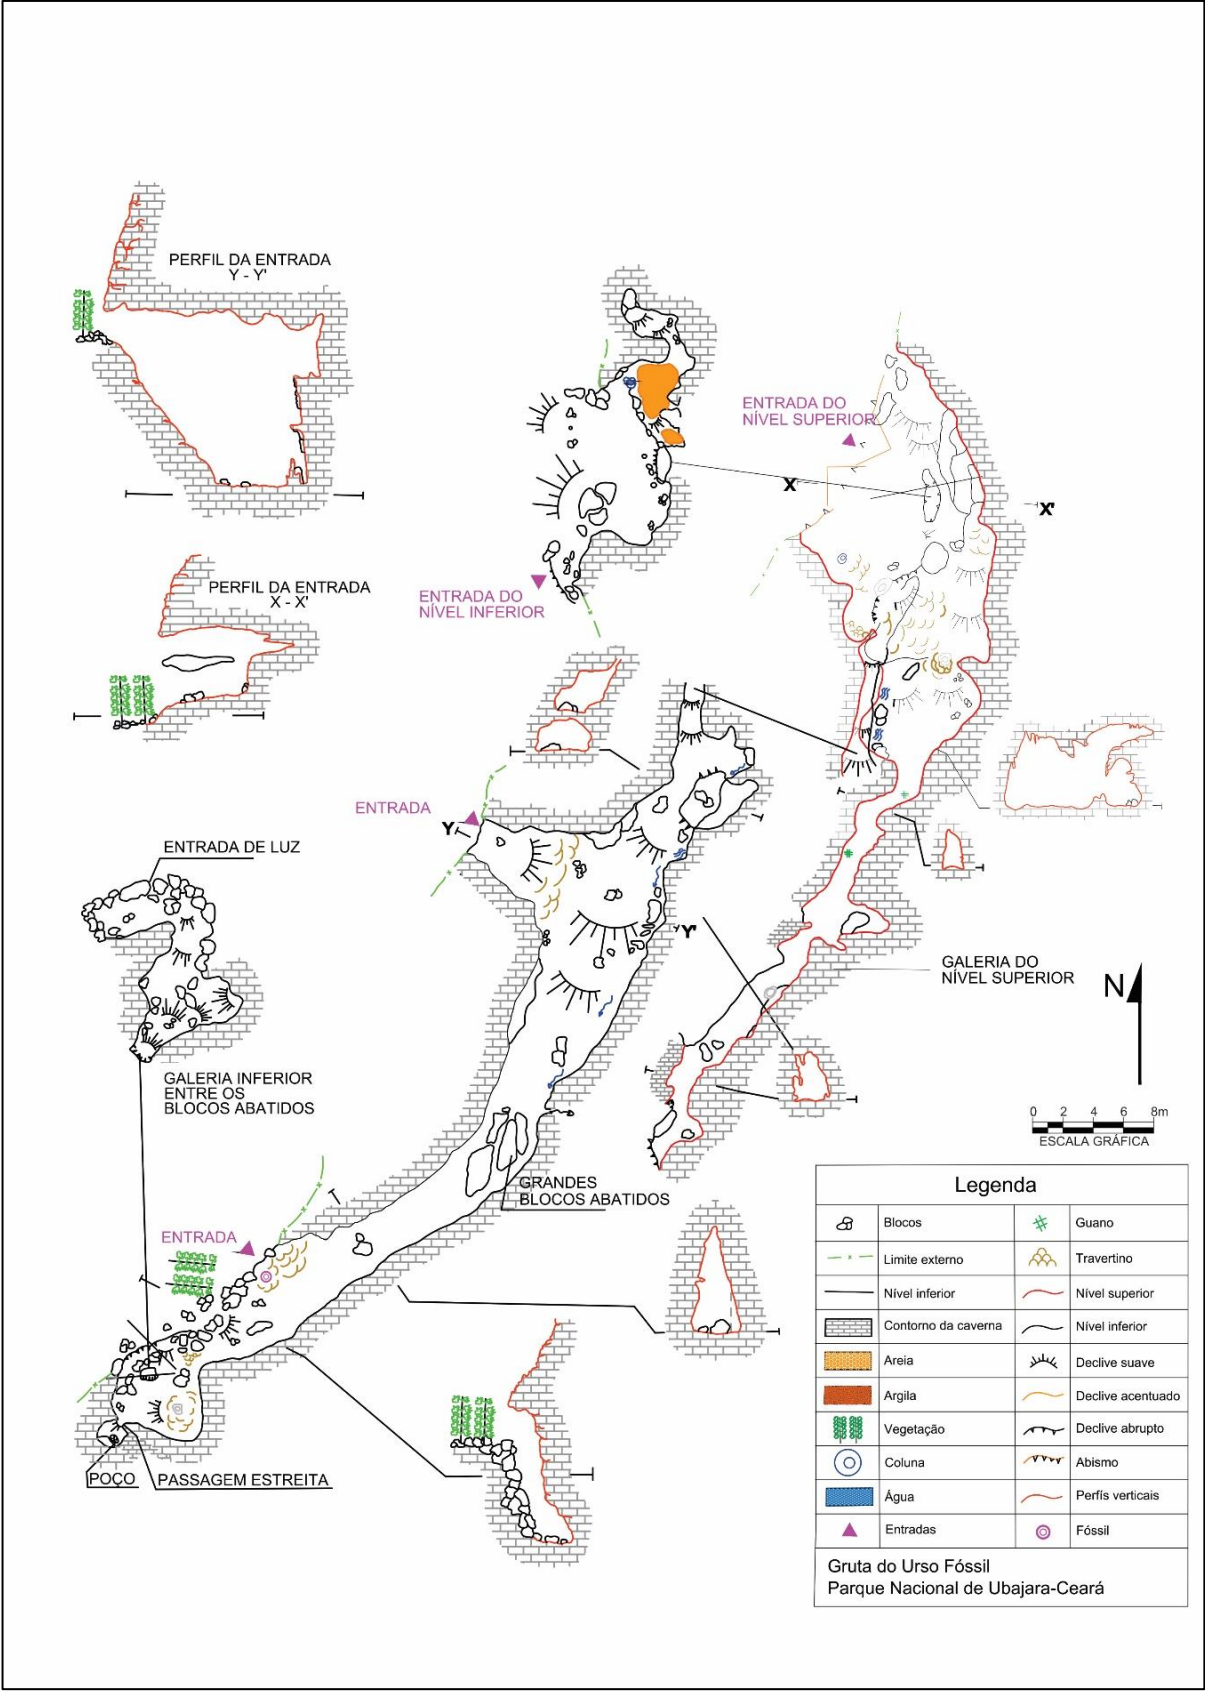 PERFIL DA ENTRADA
Y - Y'
PERFIL DA ENTRADA
X - X'
ENTRADA DO
NÍVEL SUPERIOR
X
X'
ENTRADA DO
NÍVEL INFERIOR
ENTRADA
Y
Y'
ENTRADA DE LUZ
GALERIA INFERIOR
ENTRE OS
BLOCOS ABATIDOS
GALERIA DO
NÍVEL SUPERIOR
N
0 2 4 6 8m
ESCALA GRÁFICA
GRANDES
BLOCOS ABATIDOS
ENTRADA
POÇO
PASSAGEM ESTREITA
Legenda
Blocos
Guano
Limite externo
Travertino
Nível inferior
Nível superior
Contorno da caverna
Nível inferior
Areia
Declive suave
Argila
Declive acentuado
Vegetação
Declive abrupto
Coluna
Abismo
Água
Perfís verticais
Entradas
Fóssil
Gruta do Urso Fóssil
Parque Nacional de Ubajara-Ceará